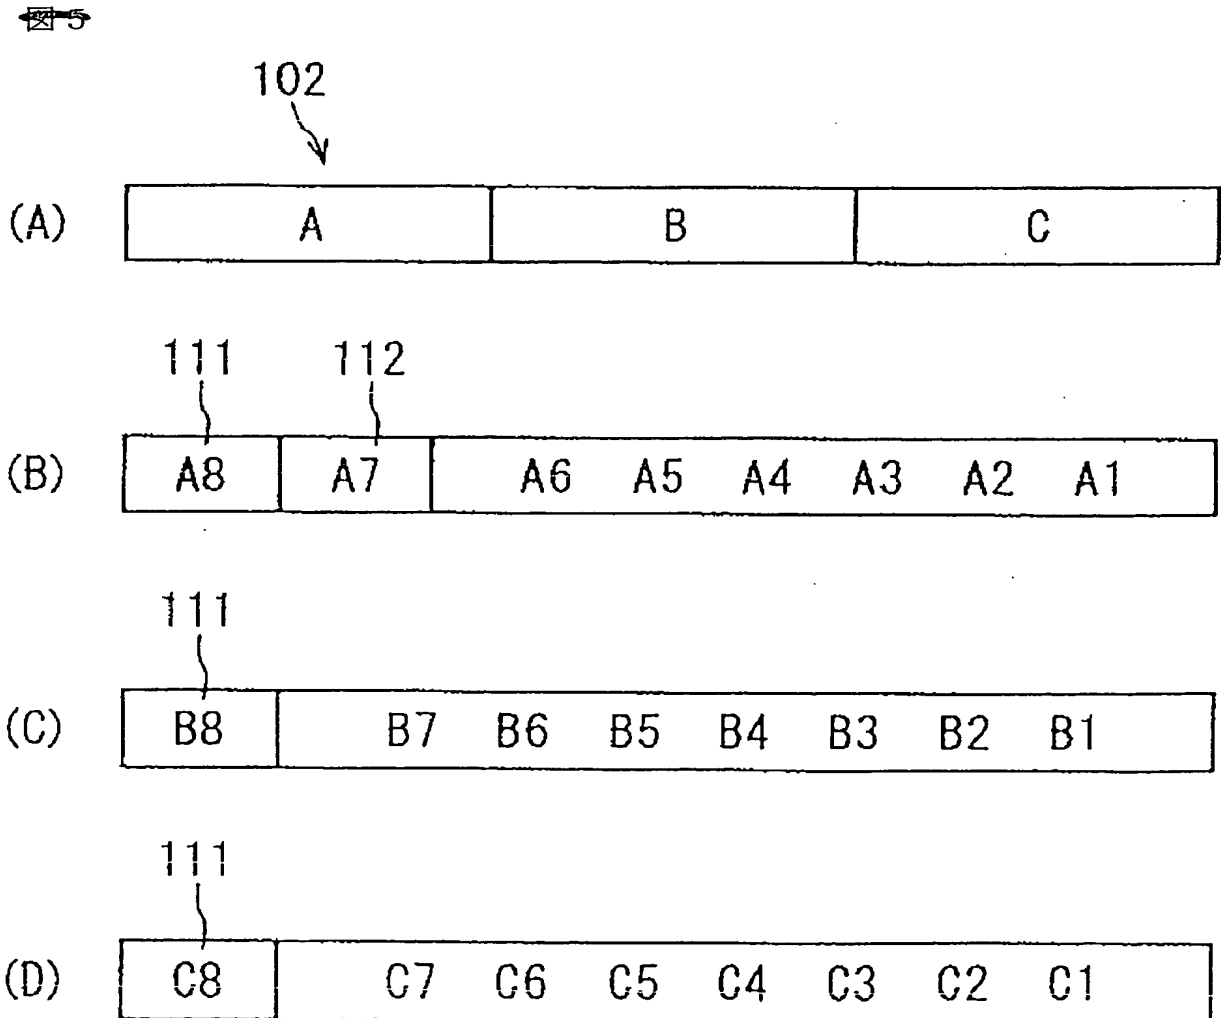 図5
102
(A) A B C
111 112
(B) A8 A7 A6 A5 A4 A3 A2 A1
111
(C) B8 B7 B6 B5 B4 B3 B2 B1
111
(D) C8 C7 C6 C5 C4 C3 C2 C1